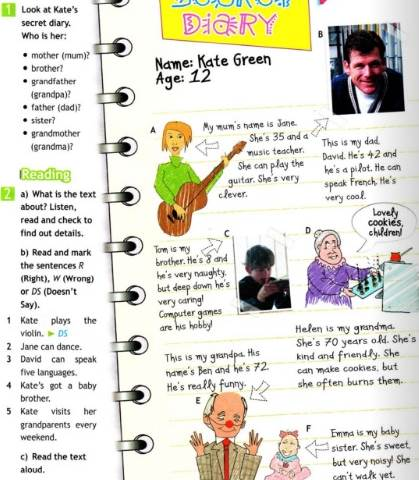 1 Look at Kate's
secret diary.
Who is her:
• mother (mum)?
• brother?
• grandfather
(grandpa)?
• father (dad)?
• sister?
• grandmother
(grandma)?
Reading
2 a) What is the text
about? Listen,
read and check to
find out details.
b) Read and mark
the sentences R
(Right), W (Wrong)
or DS (Doesn't
Say).
1 Kate plays the
violin. ► DS
2 Jane can dance.
3 David can speak
five languages.
4 Kate's got a baby
brother.
5 Kate visits her
grandparents every
weekend.
c) Read the text
aloud.
DIARY
Name: Kate Green
Age: 12
A
My mum's name is Jane.
She's 35 and a
music teacher.
She can play the
guitar. She's very
clever.
B
This is my dad,
David. He's 42 and
he's a pilot. He can
speak French. He's
very cool.
C
Tom is my
brother. He's 8 and
he's very naughty,
but deep down he's
very caring!
Computer games
are his hobby!
D
Lovely
cookies,
children!
Helen is my grandma.
She's 70 years old. She's
kind and friendly. She
can make cookies, but
she often burns them.
This is my grandpa. His
name's Ben and he's 72.
He's really funny.
E
F
Emma is my baby
sister. She's sweet,
but very noisy! She
can't walk yet.